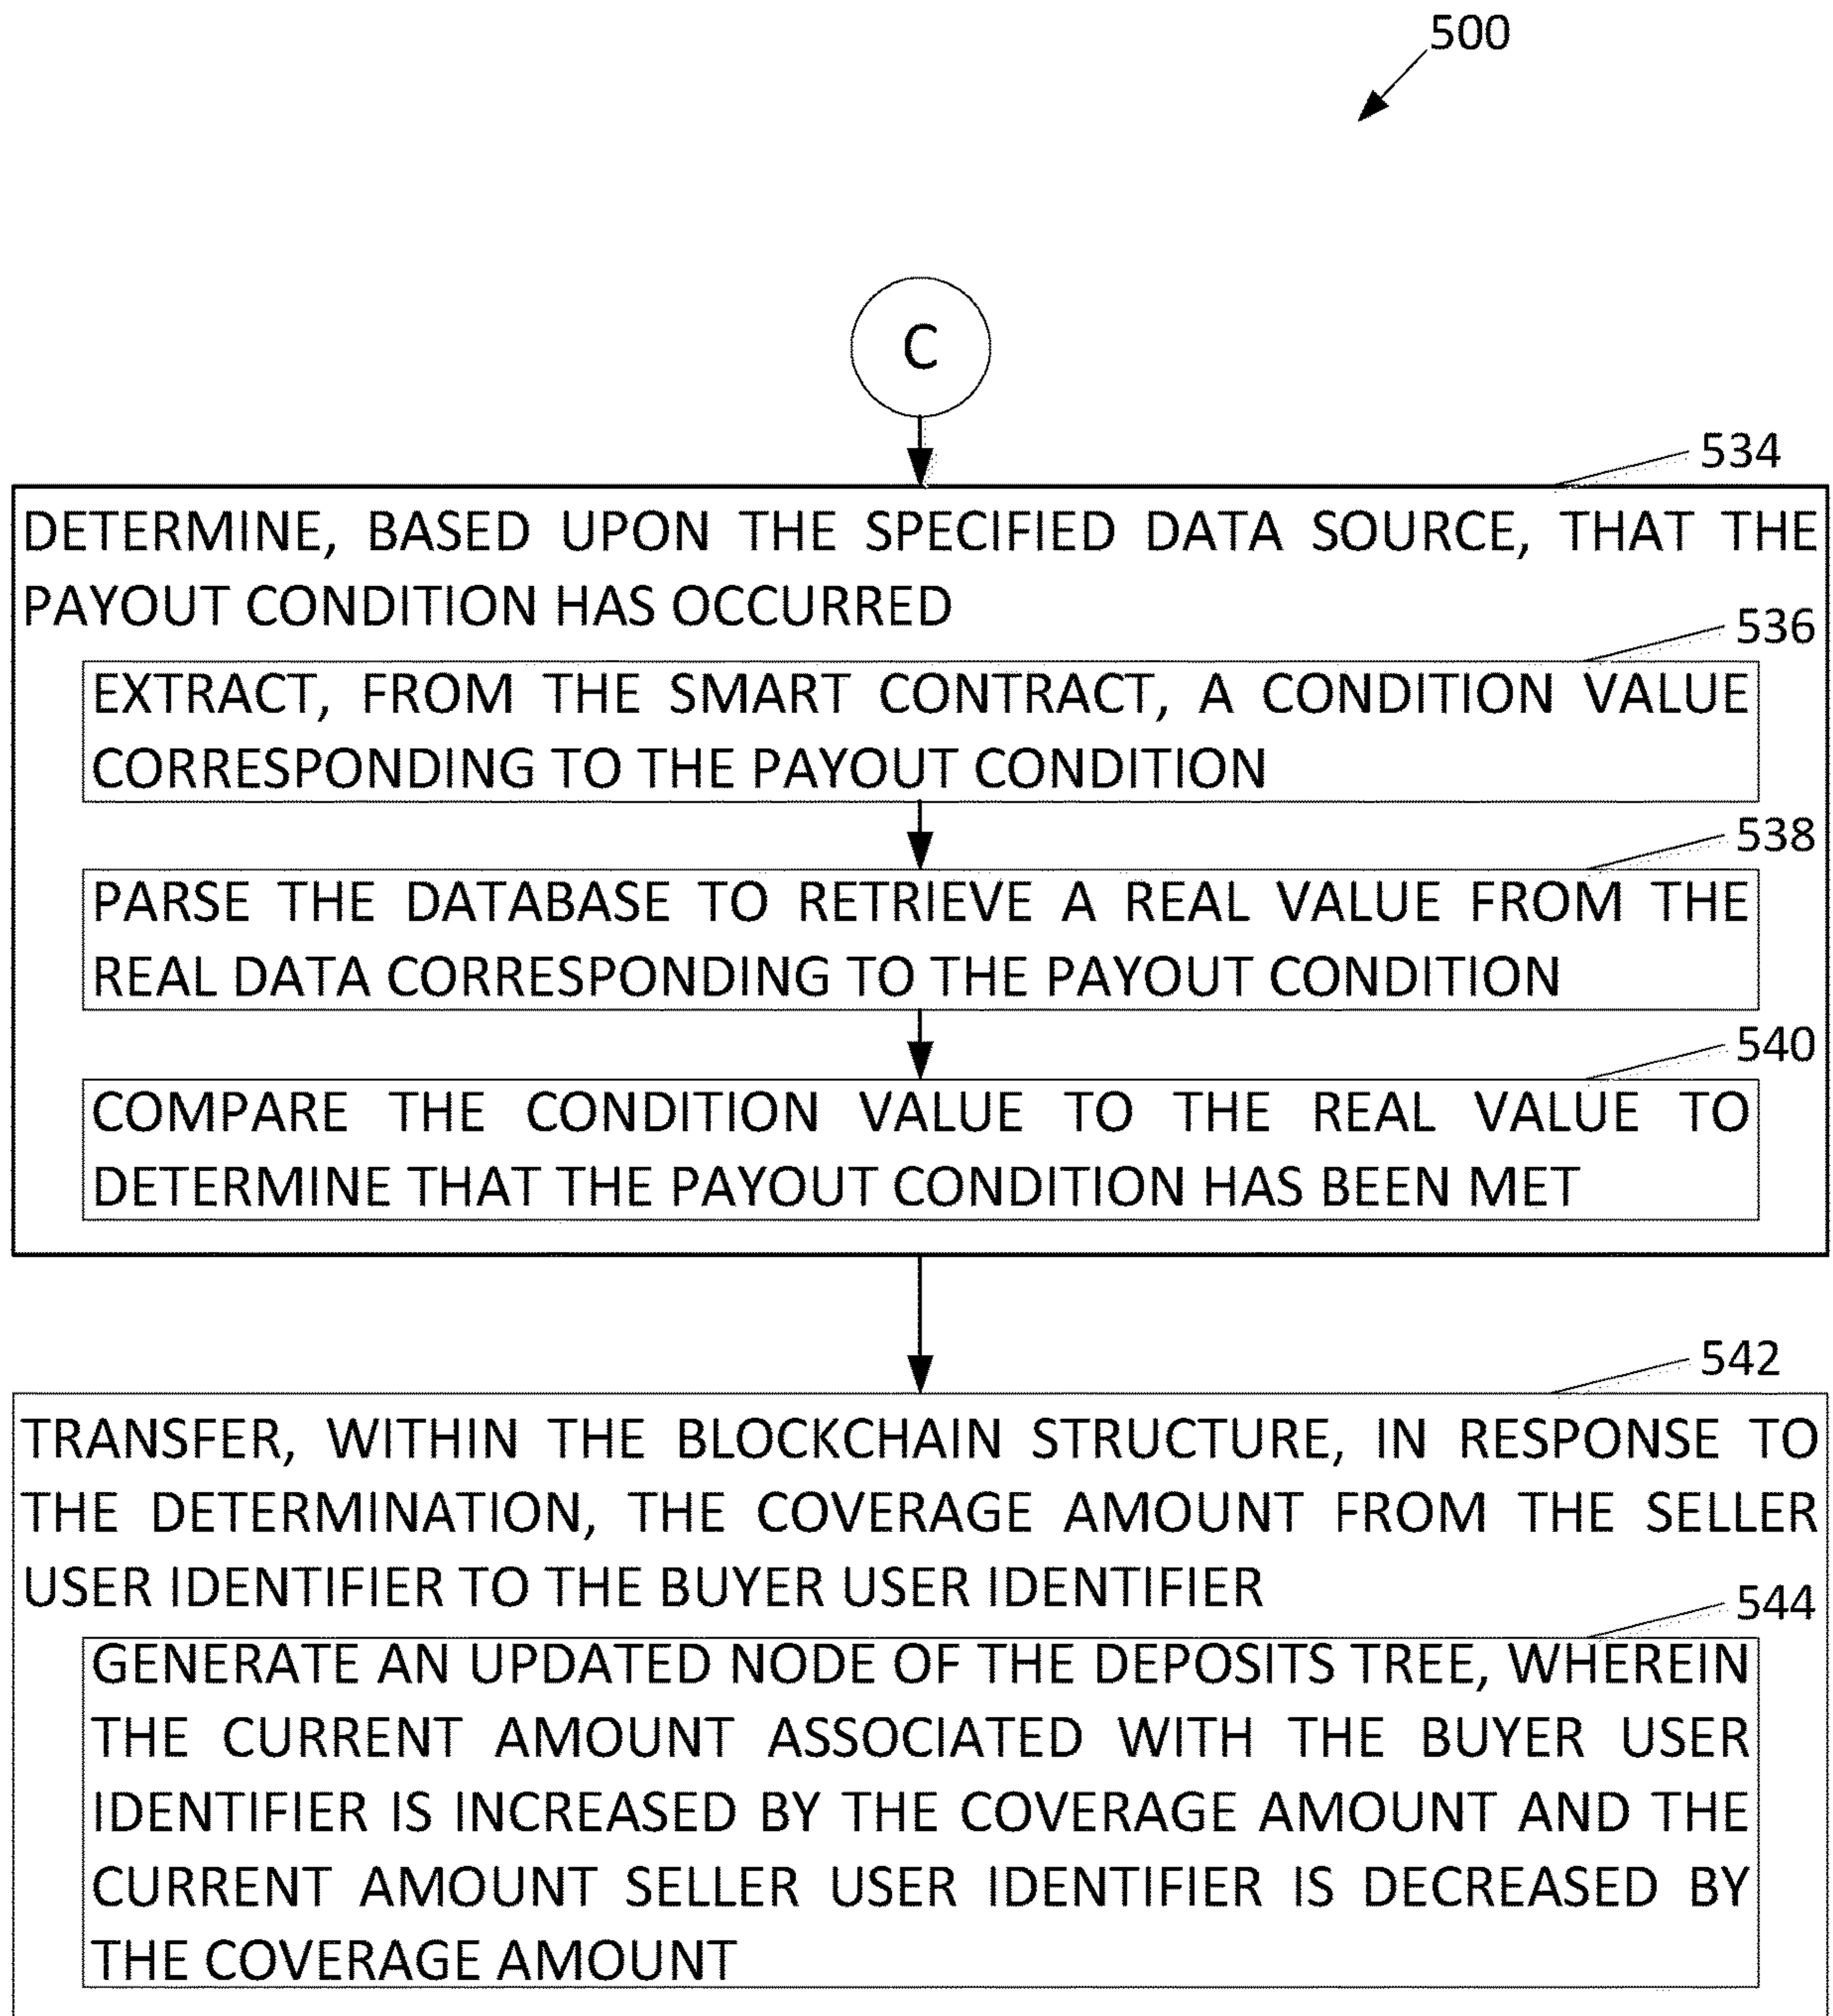 500
C
534
DETERMINE, BASED UPON THE SPECIFIED DATA SOURCE, THAT THE
PAYOUT CONDITION HAS OCCURRED
536
EXTRACT, FROM THE SMART CONTRACT, A CONDITION VALUE
CORRESPONDING TO THE PAYOUT CONDITION
538
PARSE THE DATABASE TO RETRIEVE A REAL VALUE FROM THE
REAL DATA CORRESPONDING TO THE PAYOUT CONDITION
540
COMPARE THE CONDITION VALUE TO THE REAL VALUE TO
DETERMINE THAT THE PAYOUT CONDITION HAS BEEN MET
542
TRANSFER, WITHIN THE BLOCKCHAIN STRUCTURE, IN RESPONSE TO
THE DETERMINATION, THE COVERAGE AMOUNT FROM THE SELLER
USER IDENTIFIER TO THE BUYER USER IDENTIFIER
544
GENERATE AN UPDATED NODE OF THE DEPOSITS TREE, WHEREIN
THE CURRENT AMOUNT ASSOCIATED WITH THE BUYER USER
IDENTIFIER IS INCREASED BY THE COVERAGE AMOUNT AND THE
CURRENT AMOUNT SELLER USER IDENTIFIER IS DECREASED BY
THE COVERAGE AMOUNT